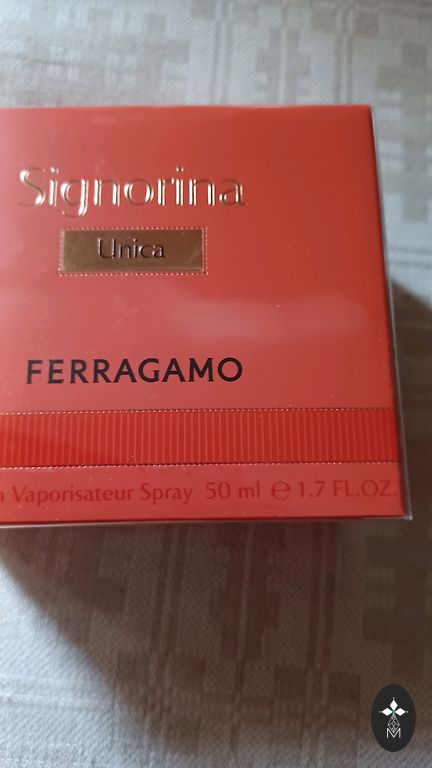 Signorina
Unica
FERRAGAMO
Vaporisateur Spray 50 ml ℮ 1.7 FL.OZ.